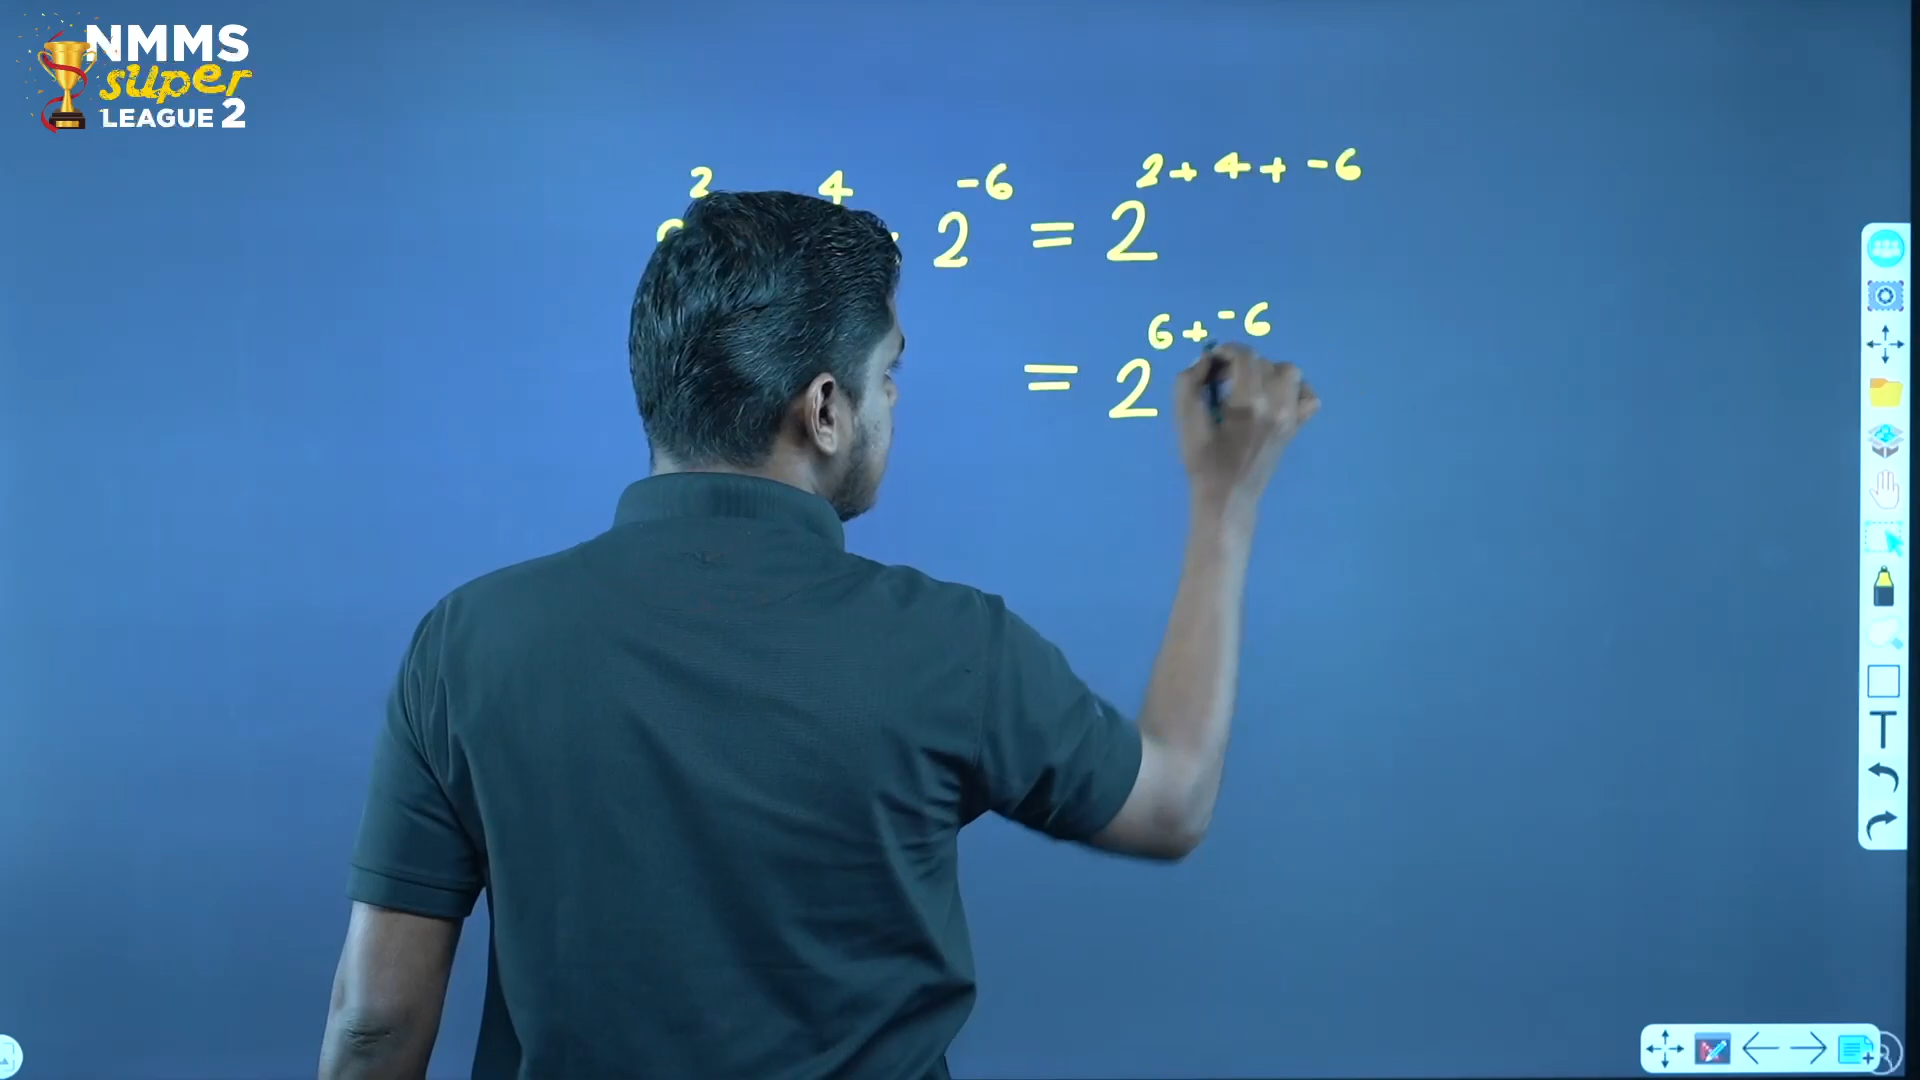 NMMS
super
LEAGUE 2
2 4 2^-6 = 2^2+4+-6
= 2^6+-6
T